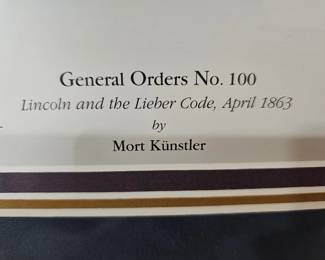 General Orders No. 100
Lincoln and the Lieber Code, April 1863
by
Mort Künstler